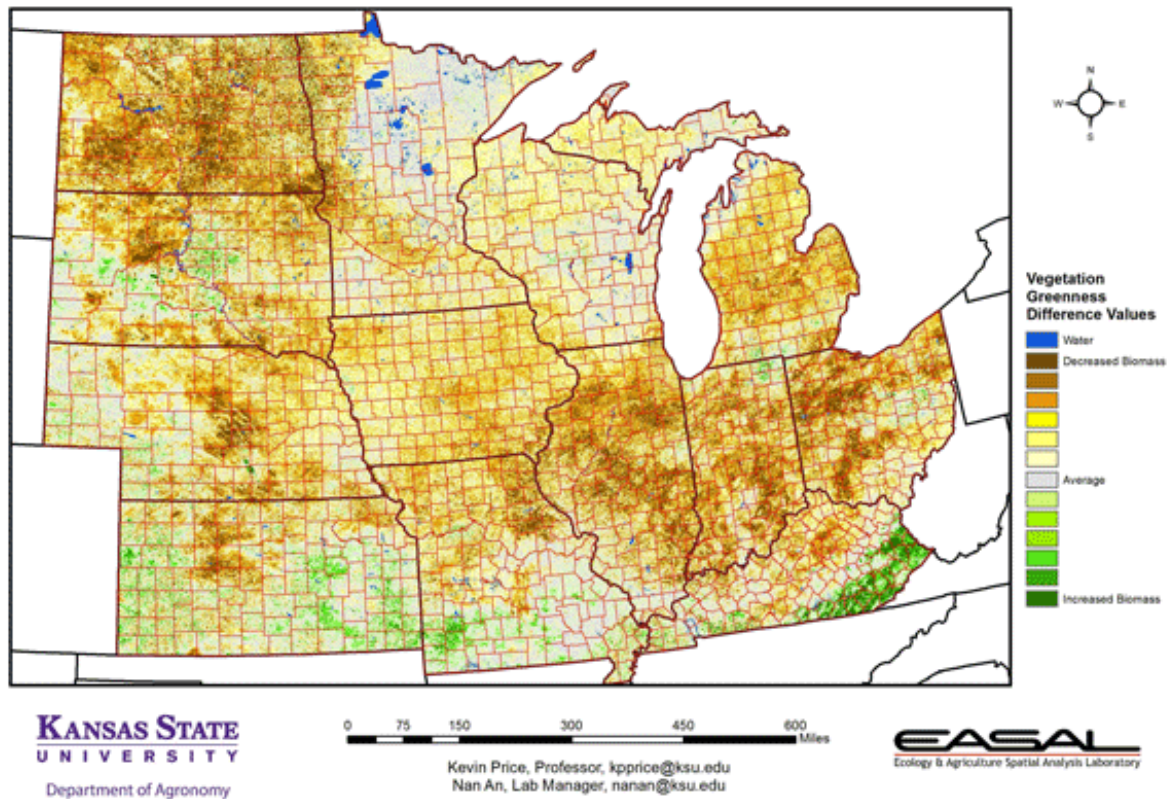 N
W E
S
Vegetation
Greenness
Difference Values
Water
Decreased Biomass
Average
Increased Biomass
KANSAS STATE
UNIVERSITY
Department of Agronomy
0 75 150 300 450 600
Miles
Kevin Price, Professor, kpprice@ksu.edu
Nan An, Lab Manager, nanan@ksu.edu
EASAL
Ecology & Agriculture Spatial Analysis Laboratory